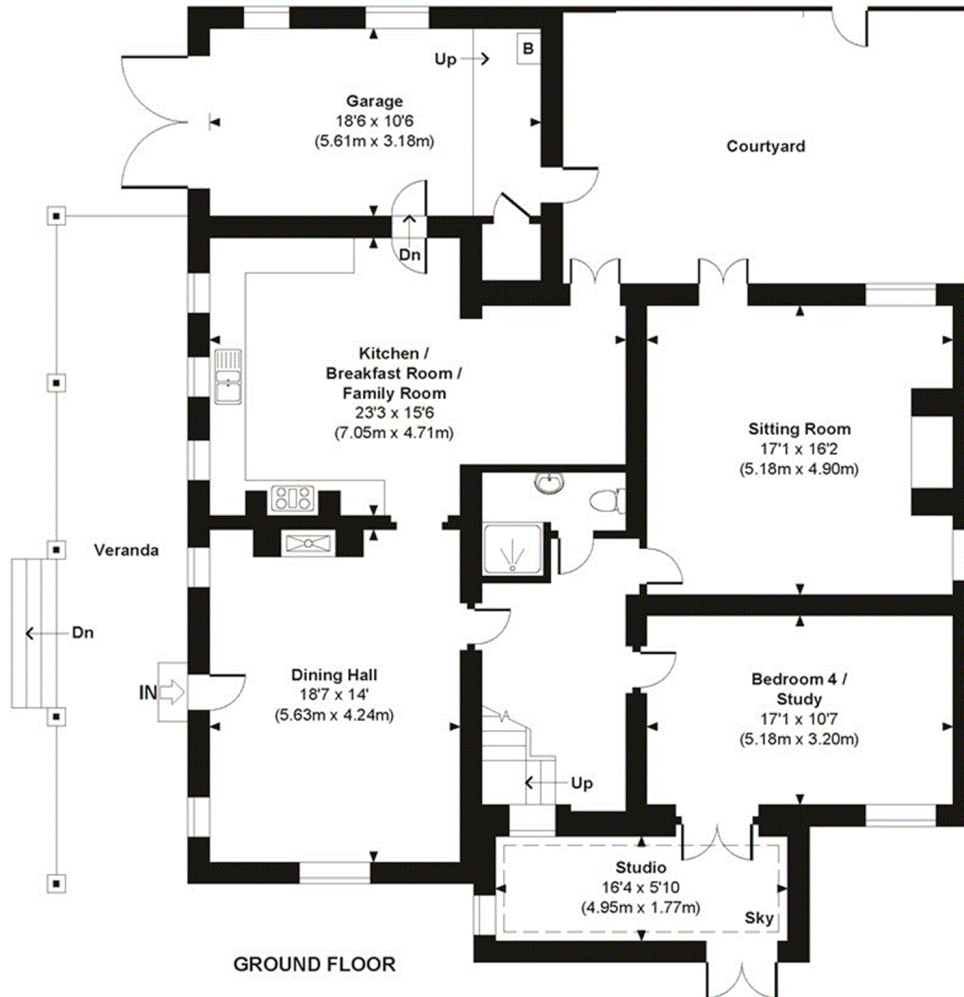 B
Up
Garage
18'6 x 10'6
(5.61m x 3.18m)
Courtyard
Dn
Kitchen /
Breakfast Room /
Family Room
23'3 x 15'6
(7.05m x 4.71m)
Sitting Room
17'1 x 16'2
(5.18m x 4.90m)
Veranda
Dn
IN
Dining Hall
18'7 x 14'
(5.63m x 4.24m)
Bedroom 4 /
Study
17'1 x 10'7
(5.18m x 3.20m)
Up
Studio
16'4 x 5'10
(4.95m x 1.77m)
Sky
GROUND FLOOR